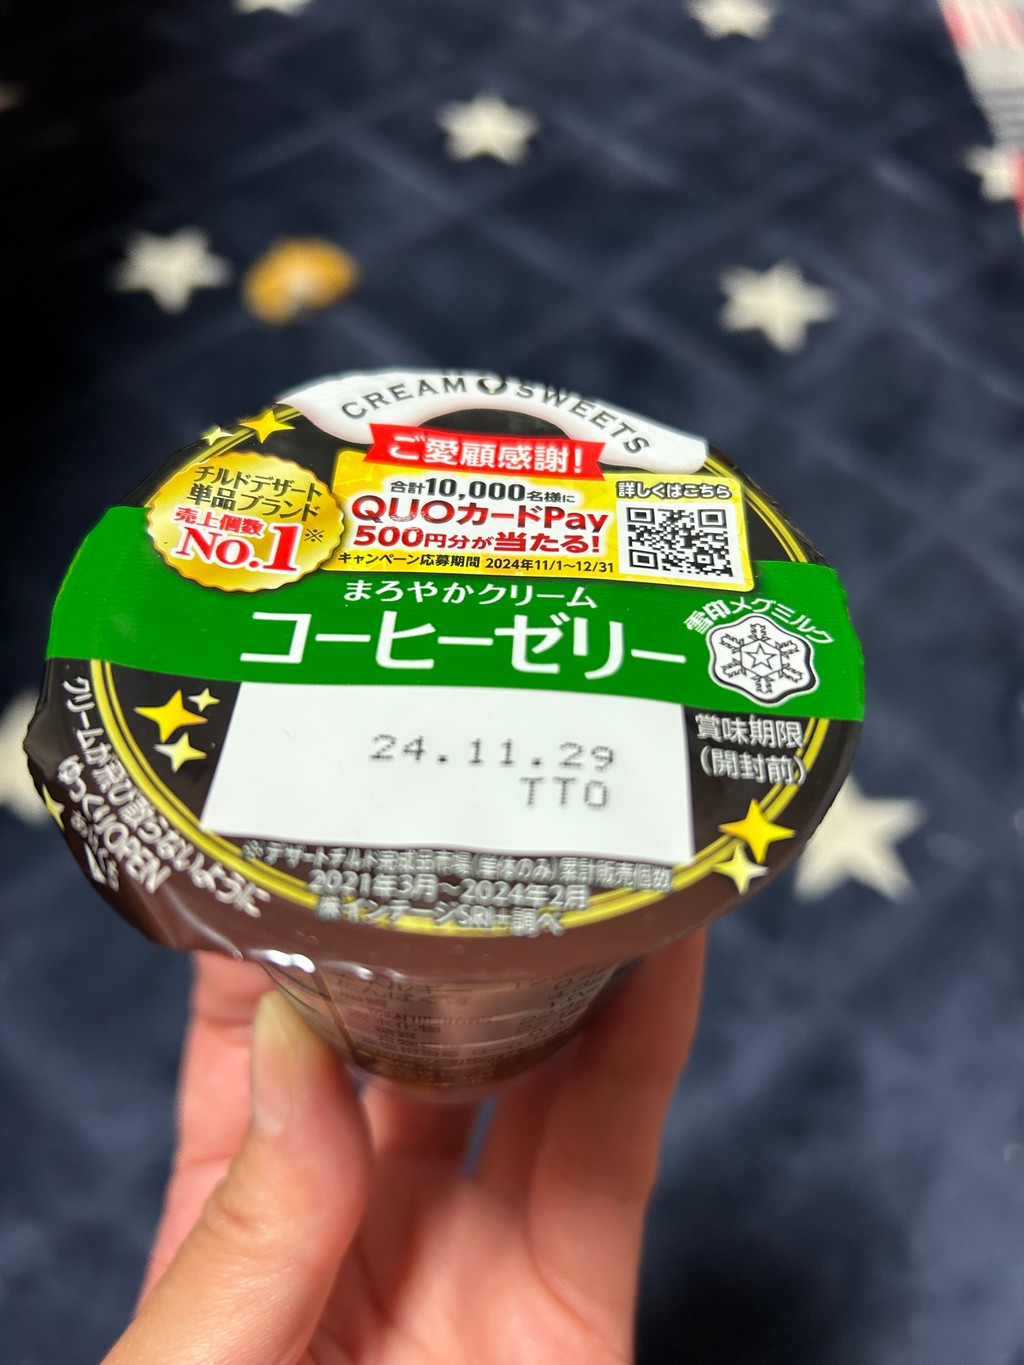 CREAM SWEETS
ご愛顧感謝!
チルドデザート
単品ブランド
売上個数
No.1※
合計10,000名様に
QUOカードPay
500円分が当たる!
キャンペーン応募期間 2024年11/1〜12/31
詳しくはこちら
まろやかクリーム
コーヒーゼリー
雪印メグミルク
24.11.29
TTO
賞味期限
(開封前)
クリームが飛び散らないように
ゆっくりOPEN
※デザートチルド完成品市場(単体のみ)累計販売個数
2021年3月〜2024年2月
㈱インテージSRI+調べ
炭水化物